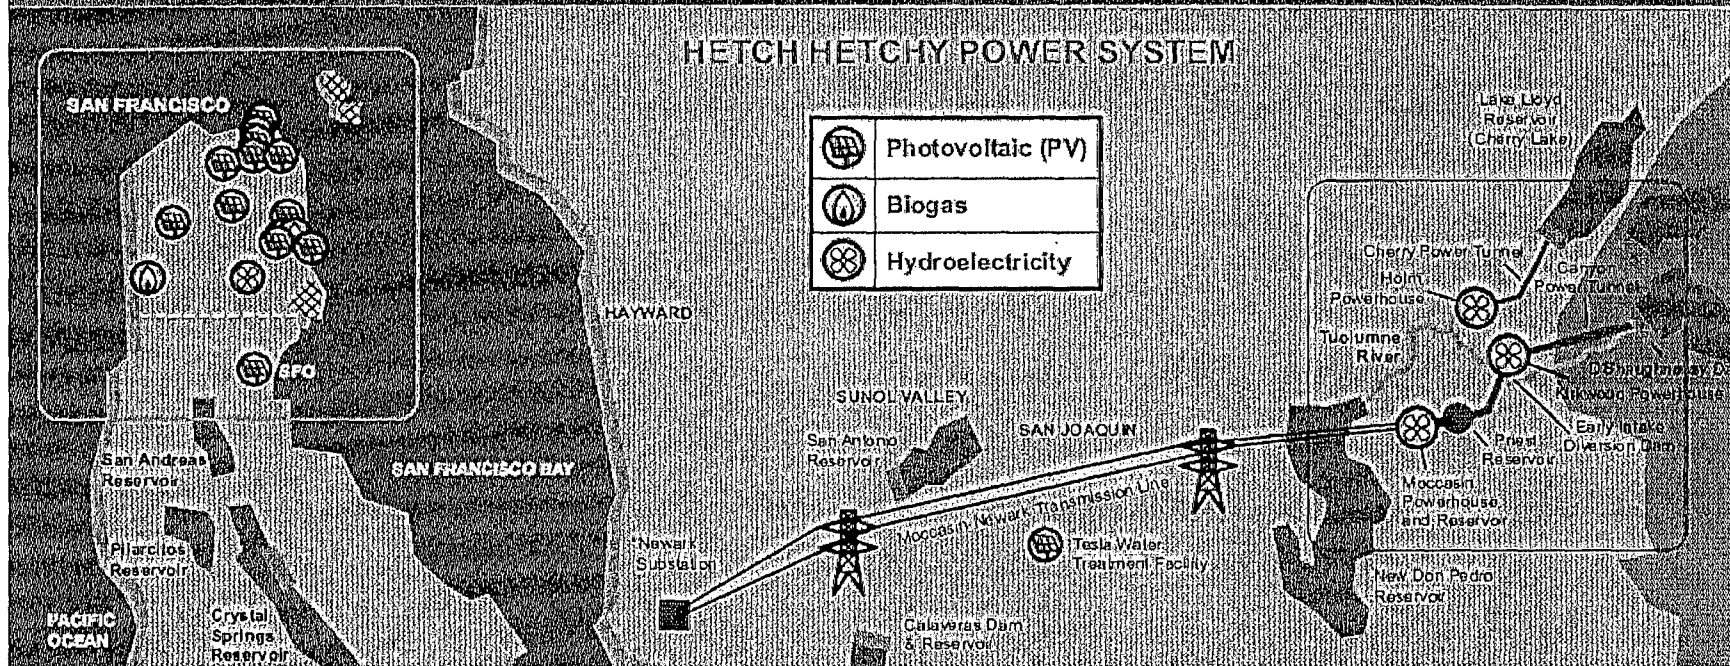 HETCH HETCHY POWER SYSTEM
SAN FRANCISCO
Photovoltaic (PV)
Biogas
Hydroelectricity
Lake Lloyd
Reservoir
(Cherry Lake)
Cherry Power Tunnel
Holm
Powerhouse
Canyon
Power Tunnel
HAYWARD
Tuolumne
River
SFO
O'Shaughnessy Da
Kirkwood Powerhouse
SUNOL VALLEY
San Antonio
Reservoir
SAN JOAQUIN
Early Intake
Diversion Dam
Priest
Reservoir
San Andreas
Reservoir
SAN FRANCISCO BAY
Moccasin
Powerhouse
and Reservoir
Moccasin Newark Transmission Line
Pilarcitos
Reservoir
Newark
Substation
Tesla Water
Treatment Facility
New Don Pedro
Reservoir
PACIFIC
OCEAN
Crystal
Springs
Reservoir
Calaveras Dam
& Reservoir